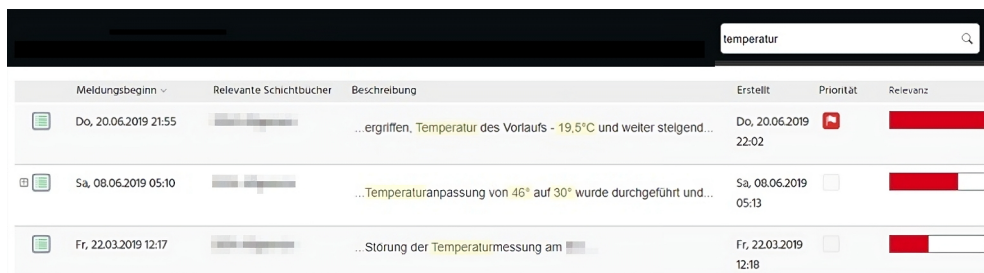 temperatur
Meldungsbeginn Relevante Schichtbucher Beschreibung Erstellt Priorität Relevanz
Do, 20.06.2019 21:55 ...ergriffen, Temperatur des Vorlaufs - 19,5°C und weiter steigend... Do, 20.06.2019
22:02
Sa, 08.06.2019 05:10 ...Temperaturanpassung von 46° auf 30° wurde durchgeführt und... Sa, 08.06.2019
05:13
Fr, 22.03.2019 12:17 ...Störung der Temperaturmessung am ... Fr, 22.03.2019
12:18